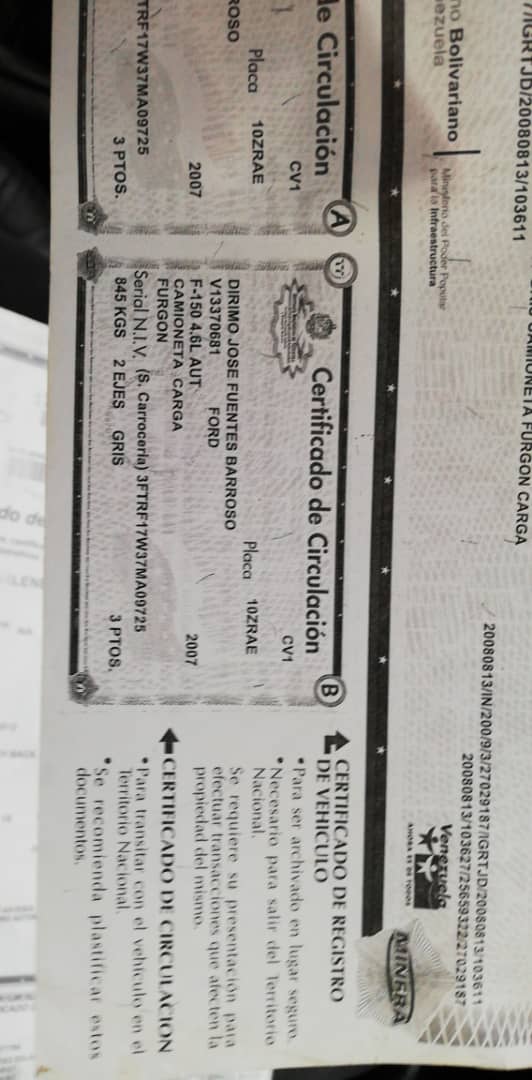 /IGRTJD/20080813/103611
CAMIONETA FURGON CARGA
no Bolivariano
ezuela
Ministerio del Poder Popular
para la Infraestructura
20080813/IN/200/9/3/27029187/IGRTJD/20080813/103611
20080813/103627/25659322/27029187
Venezuela
AHORA ES DE TODOS
MINFRA
le Circulación
A
CV1
Placa 10ZRAE
ROSO
2007
TRF17W37MA09725
3 PTOS.
Certificado de Circulación
B
CV1
Placa 10ZRAE
DIRIMO JOSE FUENTES BARROSO
V13370681 FORD
F-150 4.6L AUT 2007
CAMIONETA CARGA
FURGON
Serial N.I.V. (S. Carrocería) 3FTRF17W37MA09725
845 KGS 2 EJES GRIS 3 PTOS.
CERTIFICADO DE REGISTRO
DE VEHICULO
• Para ser archivado en lugar seguro.
• Necesario para salir del Territorio
Nacional.
Se requiere su presentación para
efectuar transacciones que afecten la
propiedad del mismo.
CERTIFICADO DE CIRCULACION
• Para transitar con el vehículo en el
Territorio Nacional.
• Se recomienda plastificar estos
documentos.